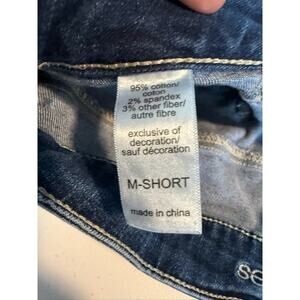 95% cotton/
coton
2% spandex
3% other fiber/
autre fibre
exclusive of
decoration/
sauf décoration
M-SHORT
made in china